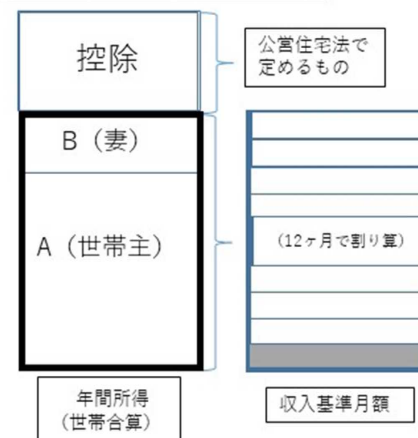 控除
公営住宅法で
定めるもの
B（妻）
A（世帯主）
（12ヶ月で割り算）
年間所得
（世帯合算）
収入基準月額